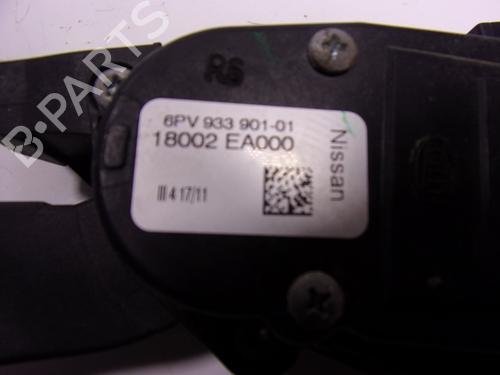 R6
6PV 933 901-01
18002 EA000
Nissan
III 4 17/11
B-PARTS